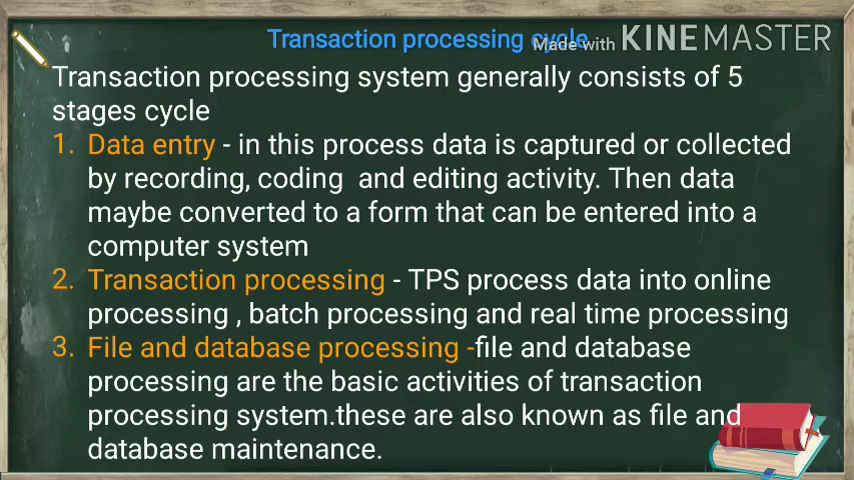 Transaction processing cycle
Made with KINEMASTER
Transaction processing system generally consists of 5
stages cycle
1. Data entry - in this process data is captured or collected
by recording, coding and editing activity. Then data
maybe converted to a form that can be entered into a
computer system
2. Transaction processing - TPS process data into online
processing , batch processing and real time processing
3. File and database processing -file and database
processing are the basic activities of transaction
processing system.these are also known as file and
database maintenance.